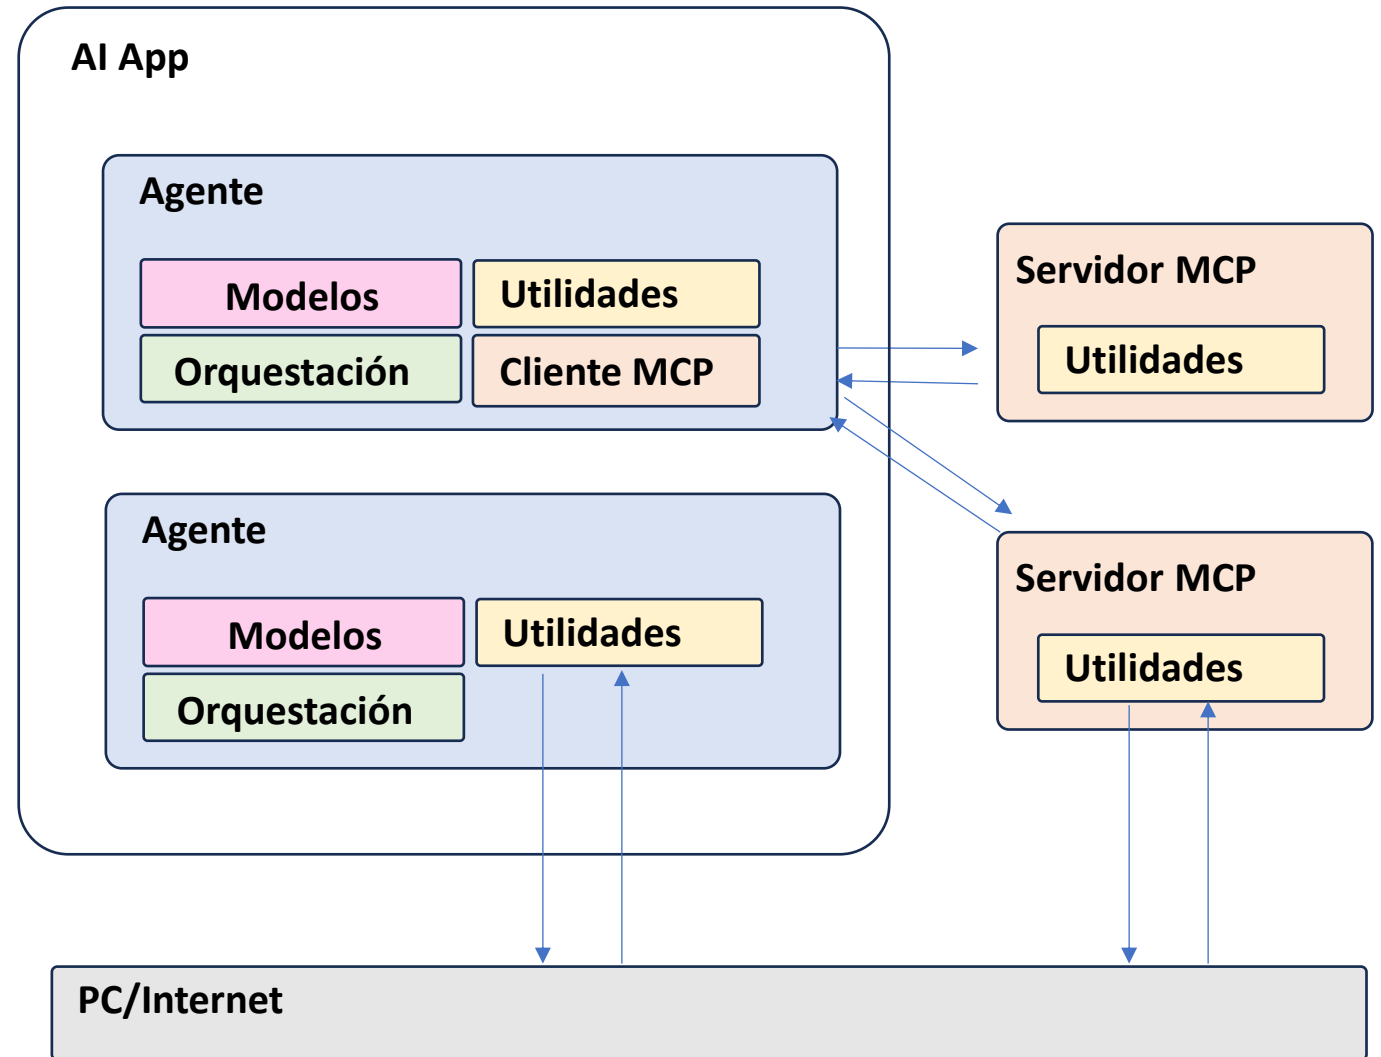 AI App
Agente
Modelos
Utilidades
Orquestación
Cliente MCP
Servidor MCP
Utilidades
Agente
Modelos
Utilidades
Orquestación
Servidor MCP
Utilidades
PC/Internet